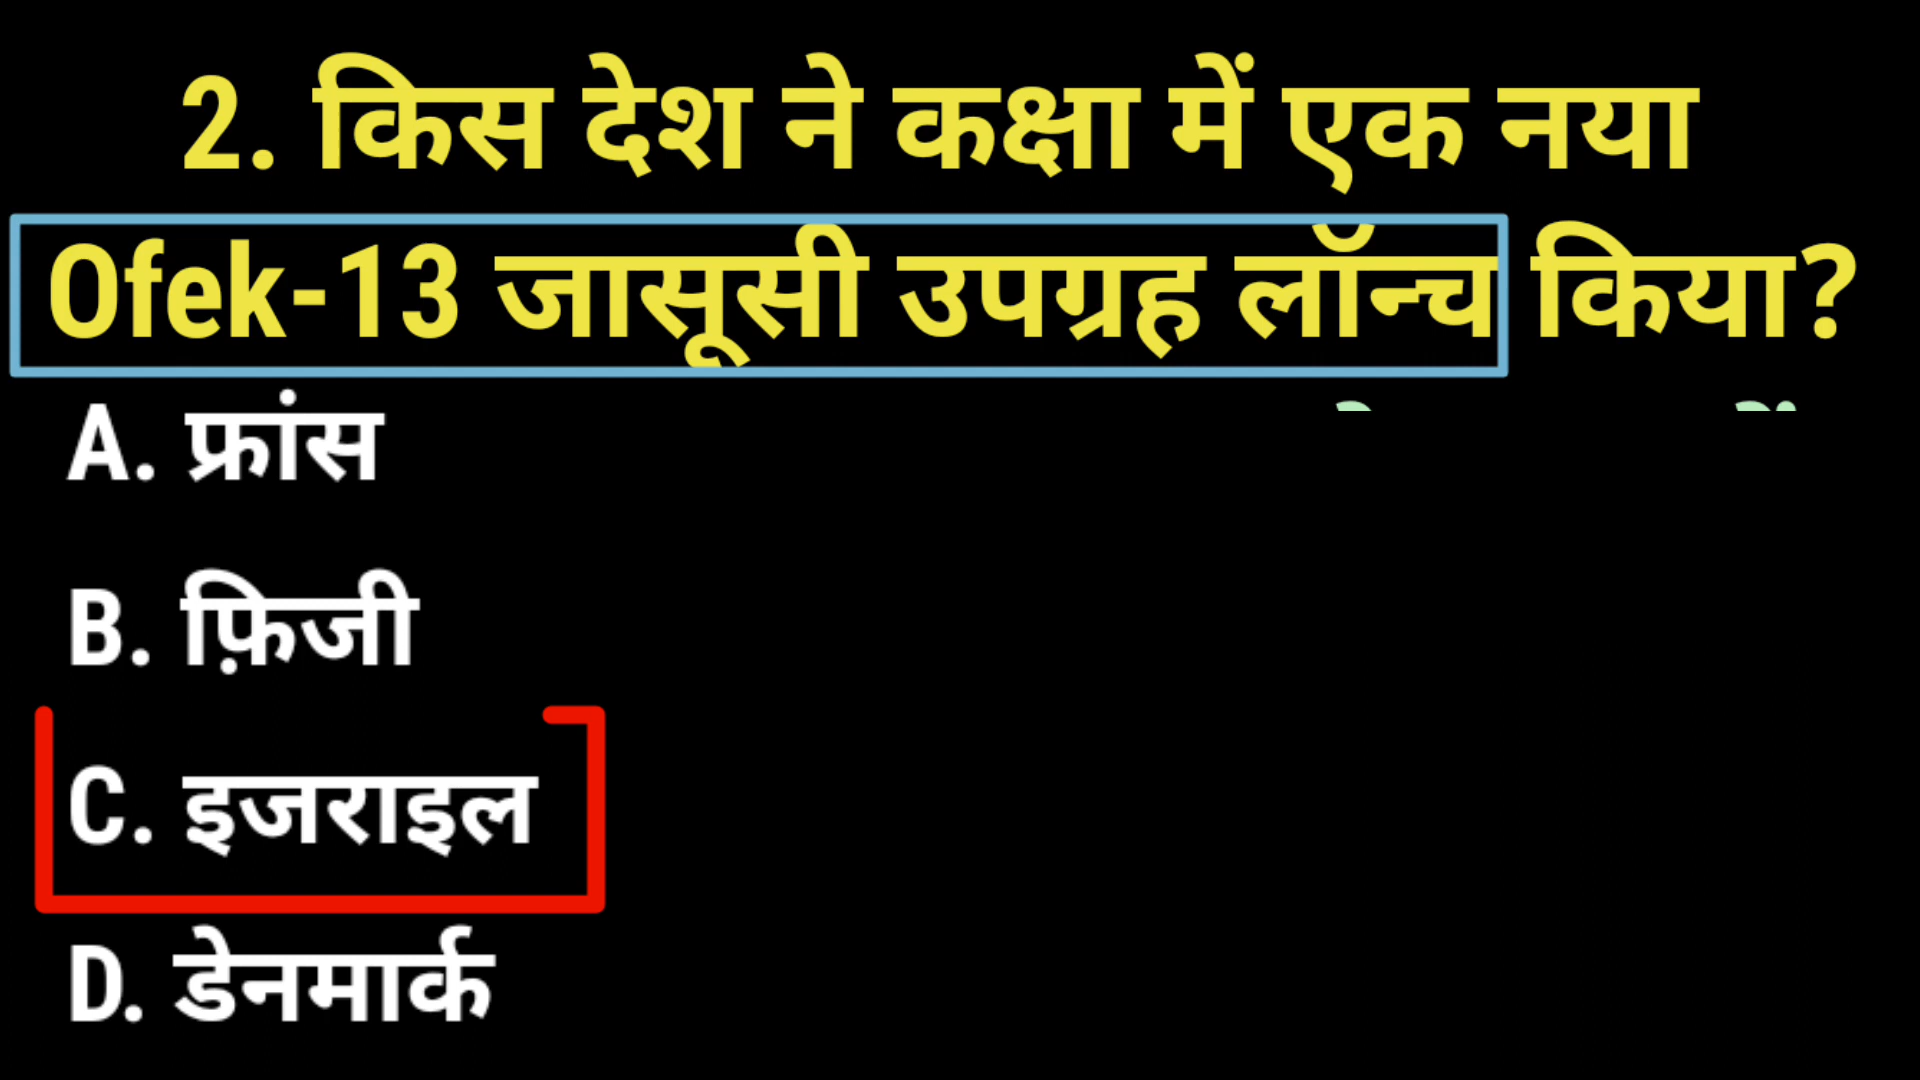 2. किस देश ने कक्षा में एक नया
Ofek-13 जासूसी उपग्रह लॉन्च किया?
A. फ्रांस
B. फ़िजी
C. इजराइल
D. डेनमार्क